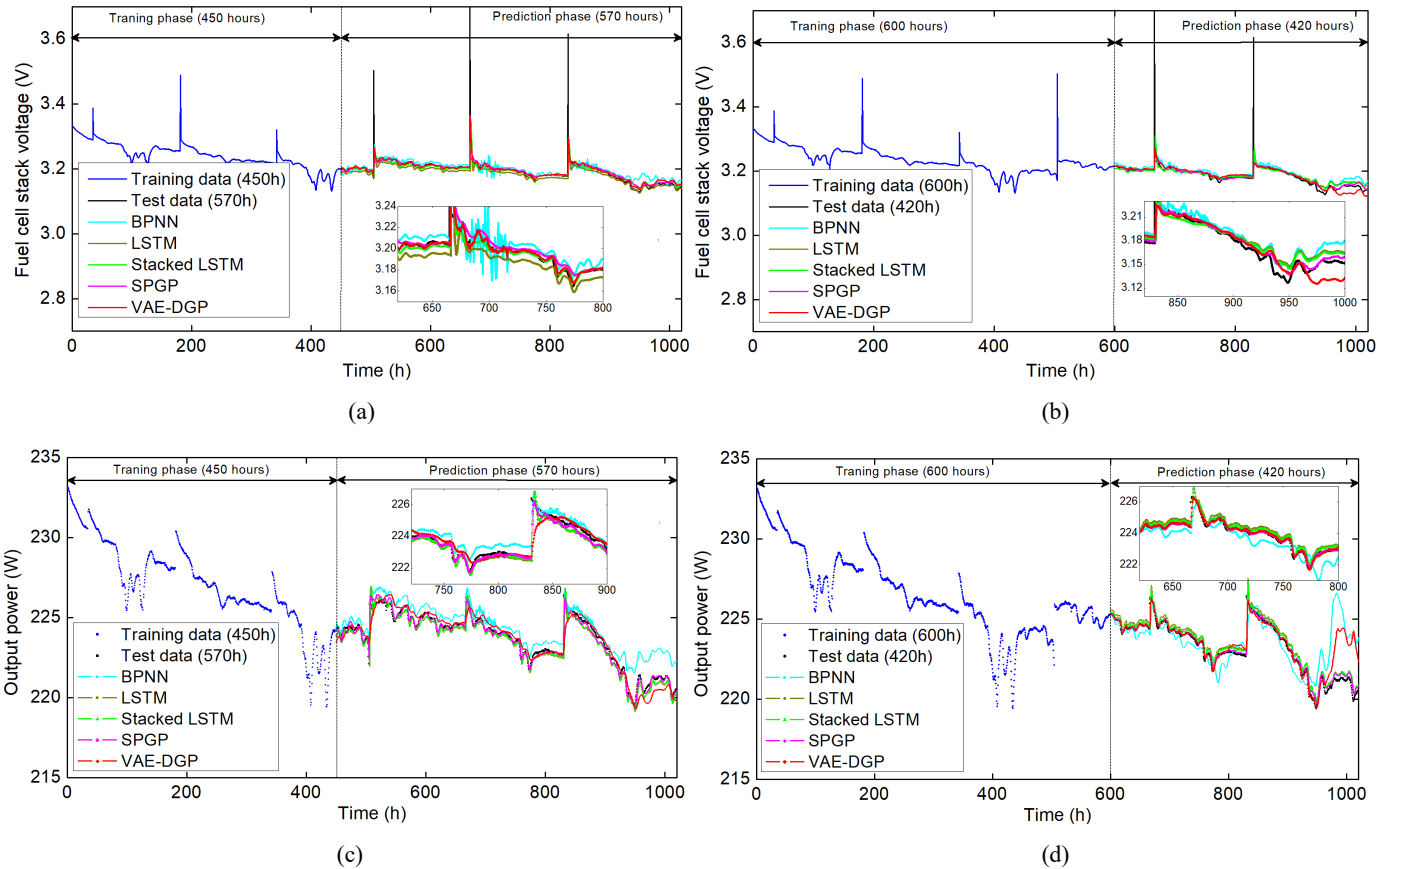 Traning phase (450 hours)
Prediction phase (570 hours)
3.6
3.4
3.2
3.0
2.8
Fuel cell stack voltage (V)
Training data (450h)
Test data (570h)
BPNN
LSTM
Stacked LSTM
SPGP
VAE-DGP
3.24
3.22
3.20
3.18
3.16
650
700
750
800
0
200
400
600
800
1000
Time (h)
(a)
Traning phase (600 hours)
Prediction phase (420 hours)
3.6
3.4
3.2
3.0
2.8
Fuel cell stack voltage (V)
Training data (600h)
Test data (420h)
BPNN
LSTM
Stacked LSTM
SPGP
VAE-DGP
3.21
3.18
3.15
3.12
850
900
950
1000
0
200
400
600
800
1000
Time (h)
(b)
Traning phase (450 hours)
Prediction phase (570 hours)
235
230
225
220
215
Output power (W)
226
224
222
750
800
850
900
Training data (450h)
Test data (570h)
BPNN
LSTM
Stacked LSTM
SPGP
VAE-DGP
0
200
400
600
800
1000
Time (h)
(c)
Traning phase (600 hours)
Prediction phase (420 hours)
235
230
225
220
215
Output power (W)
226
224
222
650
700
750
800
Training data (600h)
Test data (420h)
BPNN
LSTM
Stacked LSTM
SPGP
VAE-DGP
0
200
400
600
800
1000
Time (h)
(d)